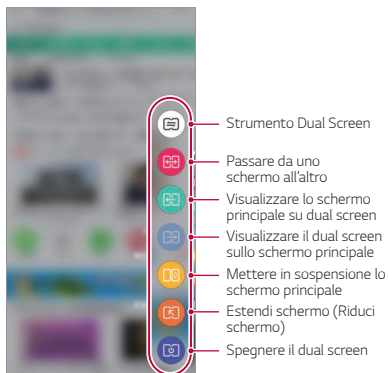 Strumento Dual Screen
Passare da uno
schermo all'altro
Visualizzare lo schermo
principale su dual screen
Visualizzare il dual screen
sullo schermo principale
Mettere in sospensione lo
schermo principale
Estendi schermo (Riduci
schermo)
Spegnere il dual screen